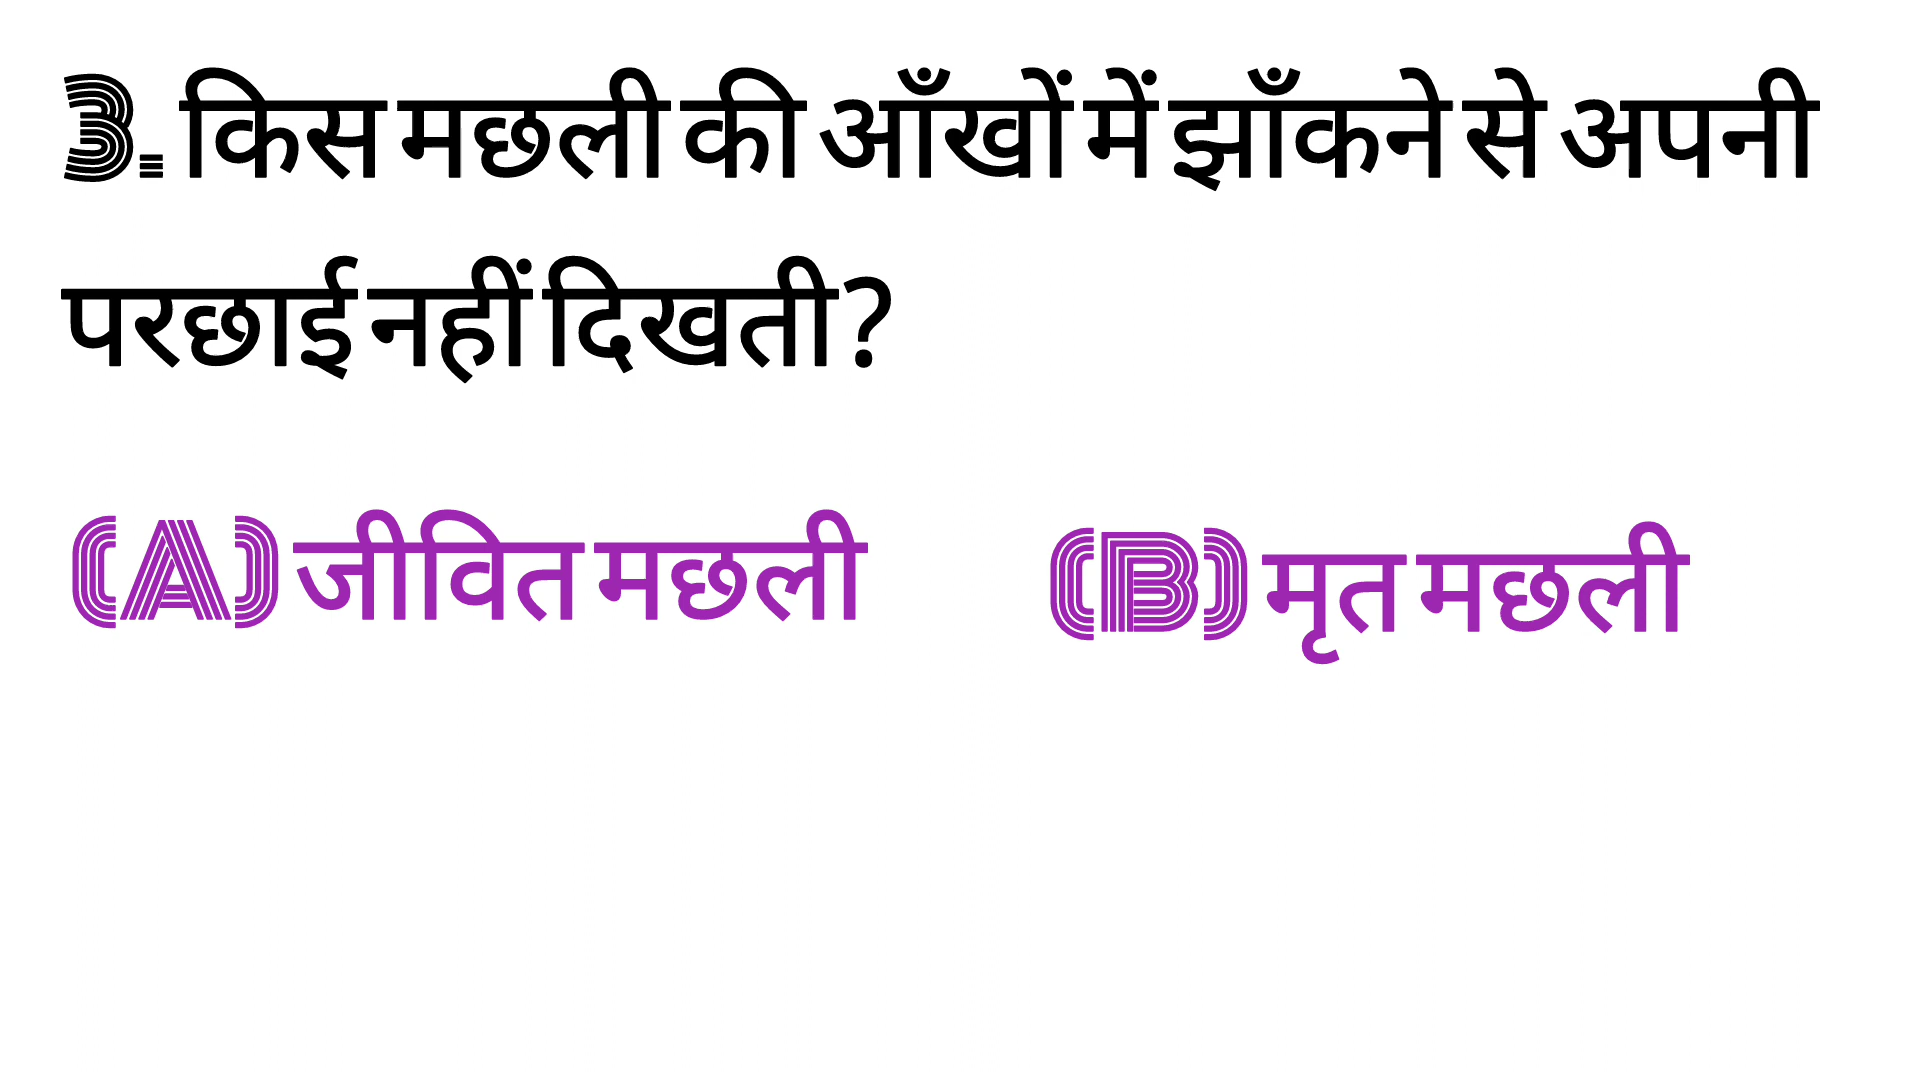 3. किस मछली की आँखों में झाँकने से अपनी
परछाई नहीं दिखती?
(A) जीवित मछली
(B) मृत मछली